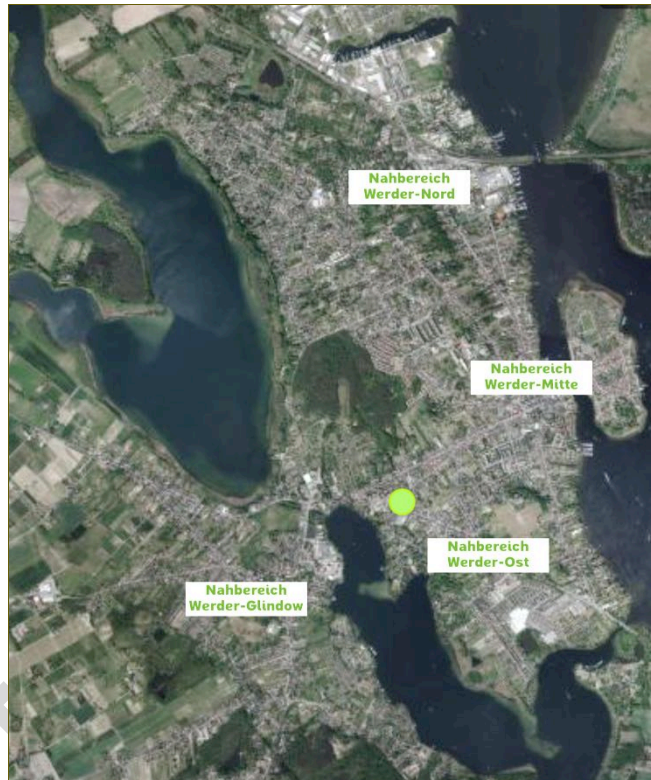 Nahbereich
Werder-Nord
Nahbereich
Werder-Mitte
Nahbereich
Werder-Ost
Nahbereich
Werder-Glindow